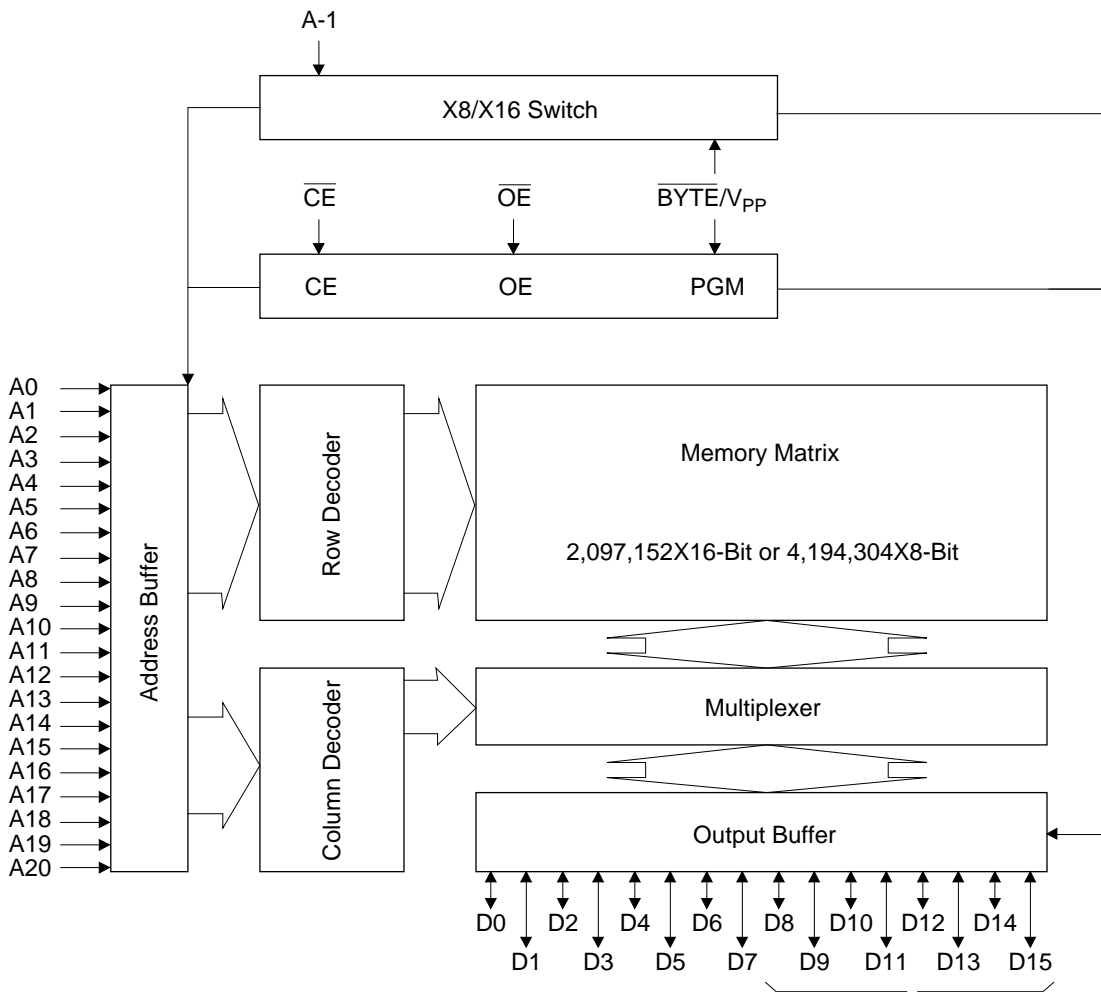 A-1
X8/X16 Switch
C̅E̅ O̅E̅ B̅Y̅T̅E̅/VPP
CE OE PGM
A0
A1
A2
A3
A4
A5
A6
A7
A8
A9
A10
A11
A12
A13
A14
A15
A16
A17
A18
A19
A20
Address Buffer
Row Decoder
Memory Matrix
2,097,152X16-Bit or 4,194,304X8-Bit
Column Decoder
Multiplexer
Output Buffer
D0 D2 D4 D6 D8 D10 D12 D14
D1 D3 D5 D7 D9 D11 D13 D15